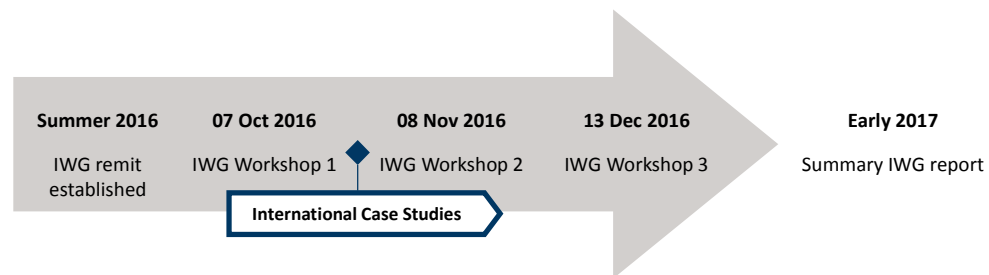 Summer 2016
IWG remit
established
07 Oct 2016
IWG Workshop 1
08 Nov 2016
IWG Workshop 2
13 Dec 2016
IWG Workshop 3
Early 2017
Summary IWG report
International Case Studies